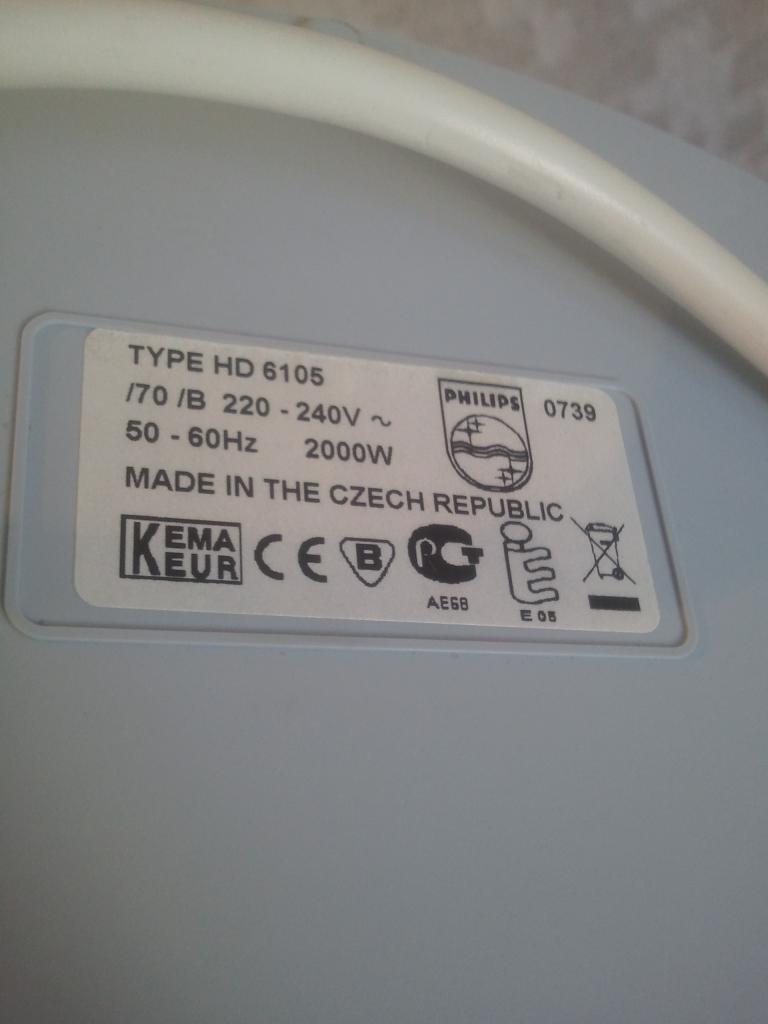 TYPE HD 6105
/70 /B 220 - 240V ~
50 - 60Hz 2000W
PHILIPS
0739
MADE IN THE CZECH REPUBLIC
KEMA
KEUR
CE
B
PCT
AE68
E 05